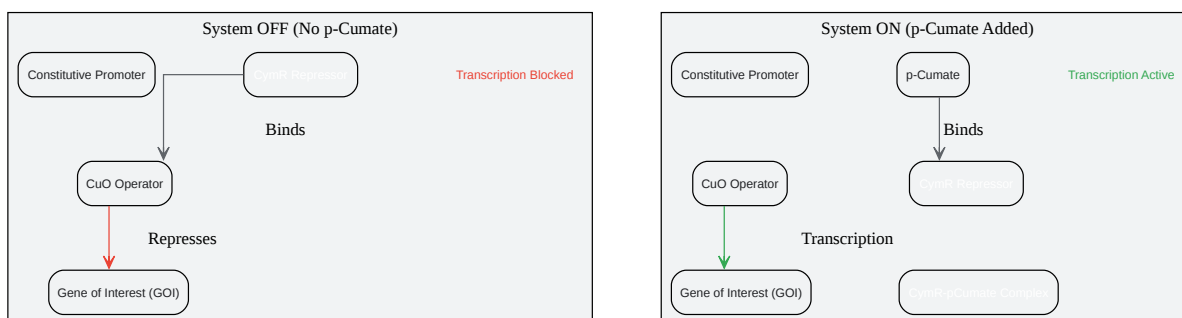 System OFF (No p-Cumate)
Constitutive Promoter
CymR Repressor
Transcription Blocked
Binds
CuO Operator
Represses
Gene of Interest (GOI)
System ON (p-Cumate Added)
Constitutive Promoter
p-Cumate
Transcription Active
Binds
CuO Operator
CymR Repressor
Transcription
Gene of Interest (GOI)
CymR-pCumate Complex